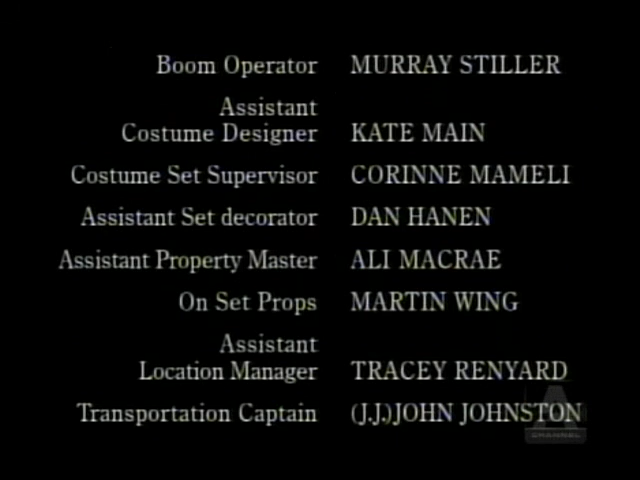 Boom Operator MURRAY STILLER
Assistant
Costume Designer KATE MAIN
Costume Set Supervisor CORINNE MAMELI
Assistant Set decorator DAN HANEN
Assistant Property Master ALI MACRAE
On Set Props MARTIN WING
Assistant
Location Manager TRACEY RENYARD
Transportation Captain (J.J.)JOHN JOHNSTON
A
CHANNEL